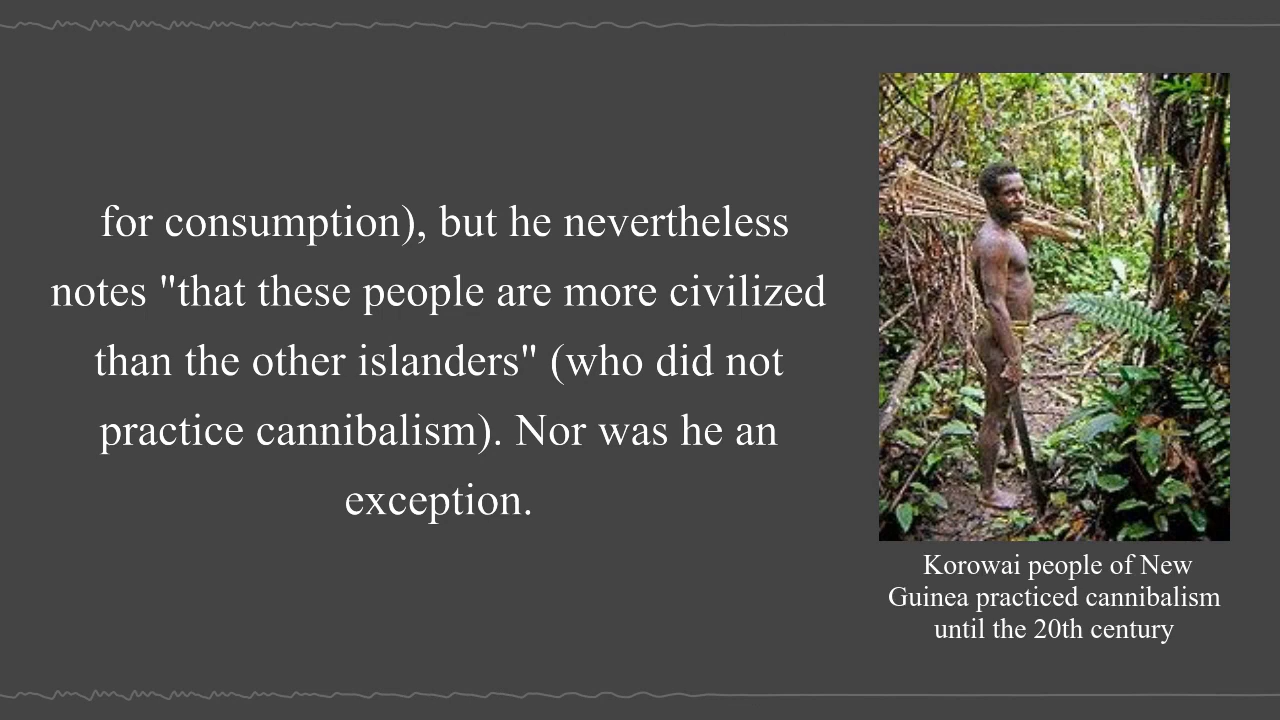 for consumption), but he nevertheless
notes "that these people are more civilized
than the other islanders" (who did not
practice cannibalism). Nor was he an
exception.
Korowai people of New
Guinea practiced cannibalism
until the 20th century